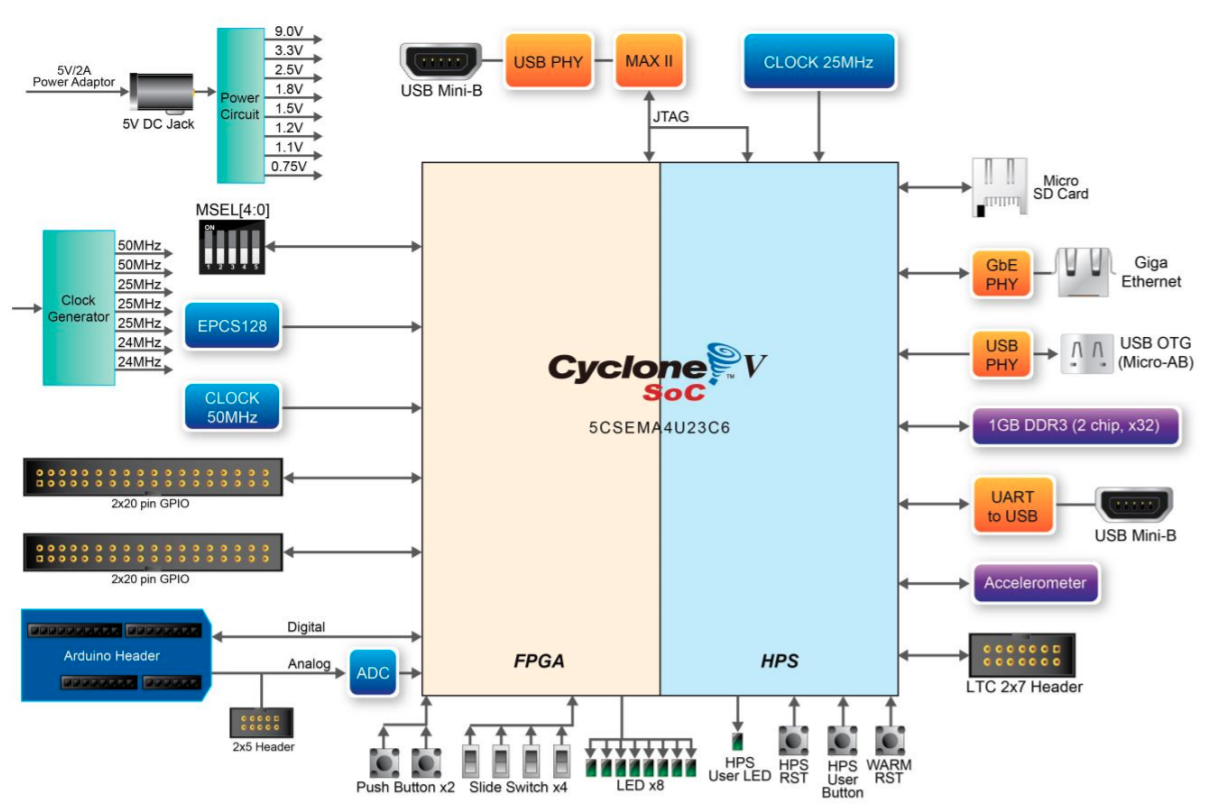 5V/2A
Power Adaptor
5V DC Jack
Power
Circuit
9.0V
3.3V
2.5V
1.8V
1.5V
1.2V
1.1V
0.75V
USB Mini-B
USB PHY
MAX II
JTAG
CLOCK 25MHz
MSEL[4:0]
ON
1 2 3 4 5
Clock
Generator
50MHz
50MHz
25MHz
25MHz
25MHz
24MHz
24MHz
EPCS128
CLOCK
50MHz
2x20 pin GPIO
2x20 pin GPIO
Arduino Header
Digital
Analog
ADC
2x5 Header
Cyclone V
TM
SoC
5CSEMA4U23C6
FPGA
HPS
Micro
SD Card
GbE
PHY
Giga
Ethernet
USB
PHY
USB OTG
(Micro-AB)
1GB DDR3 (2 chip, x32)
UART
to USB
USB Mini-B
Accelerometer
LTC 2x7 Header
Push Button x2
Slide Switch x4
LED x8
HPS
User LED
HPS
RST
HPS
User
Button
WARM
RST